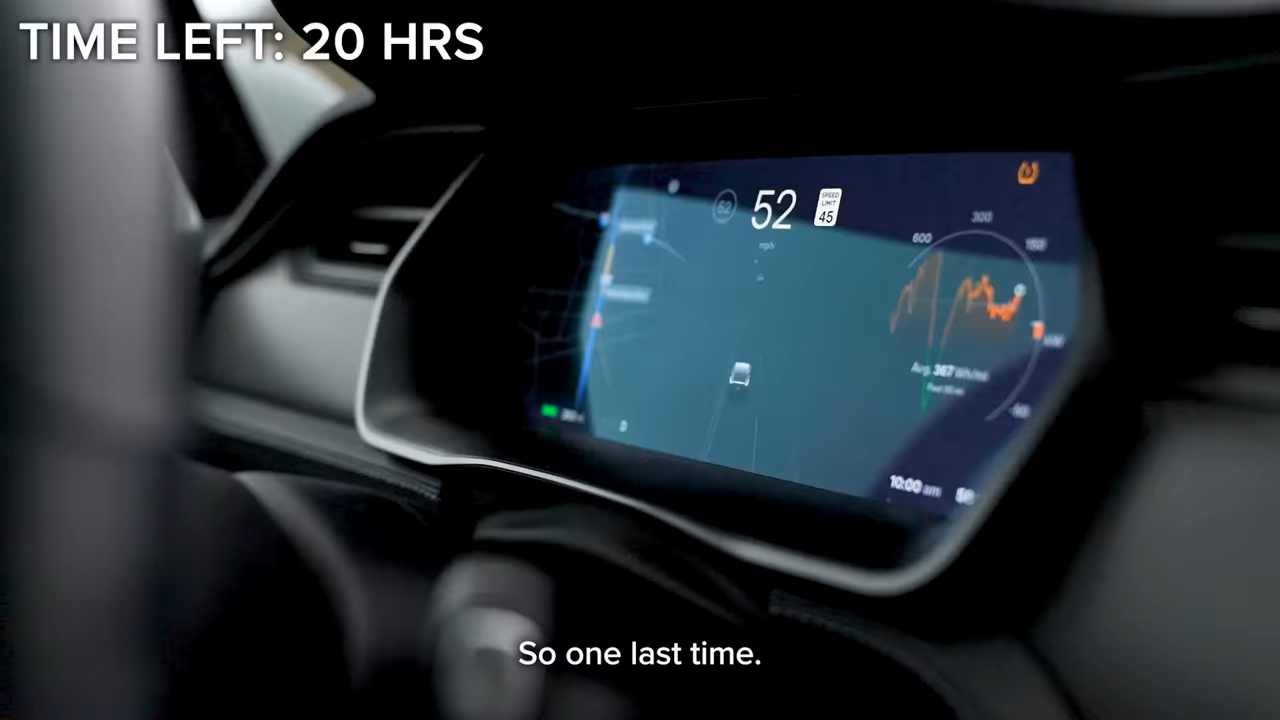 TIME LEFT: 20 HRS
52
52
SPEED
LIMIT
45
mph
300
600
150
Avg. 367 Wh/mi
10:00 am
So one last time.